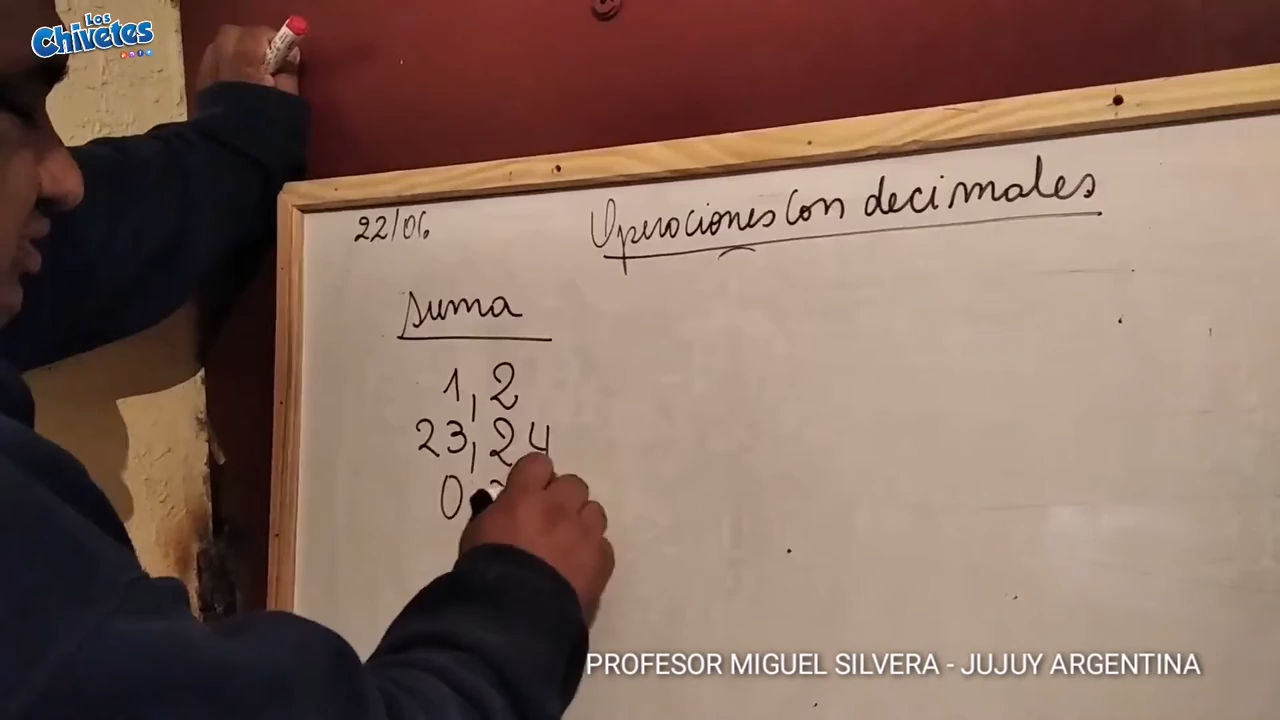 Los
Chivetes
22/06
Operaciones con decimales
suma
1,2
23,24
0
PROFESOR MIGUEL SILVERA - JUJUY ARGENTINA